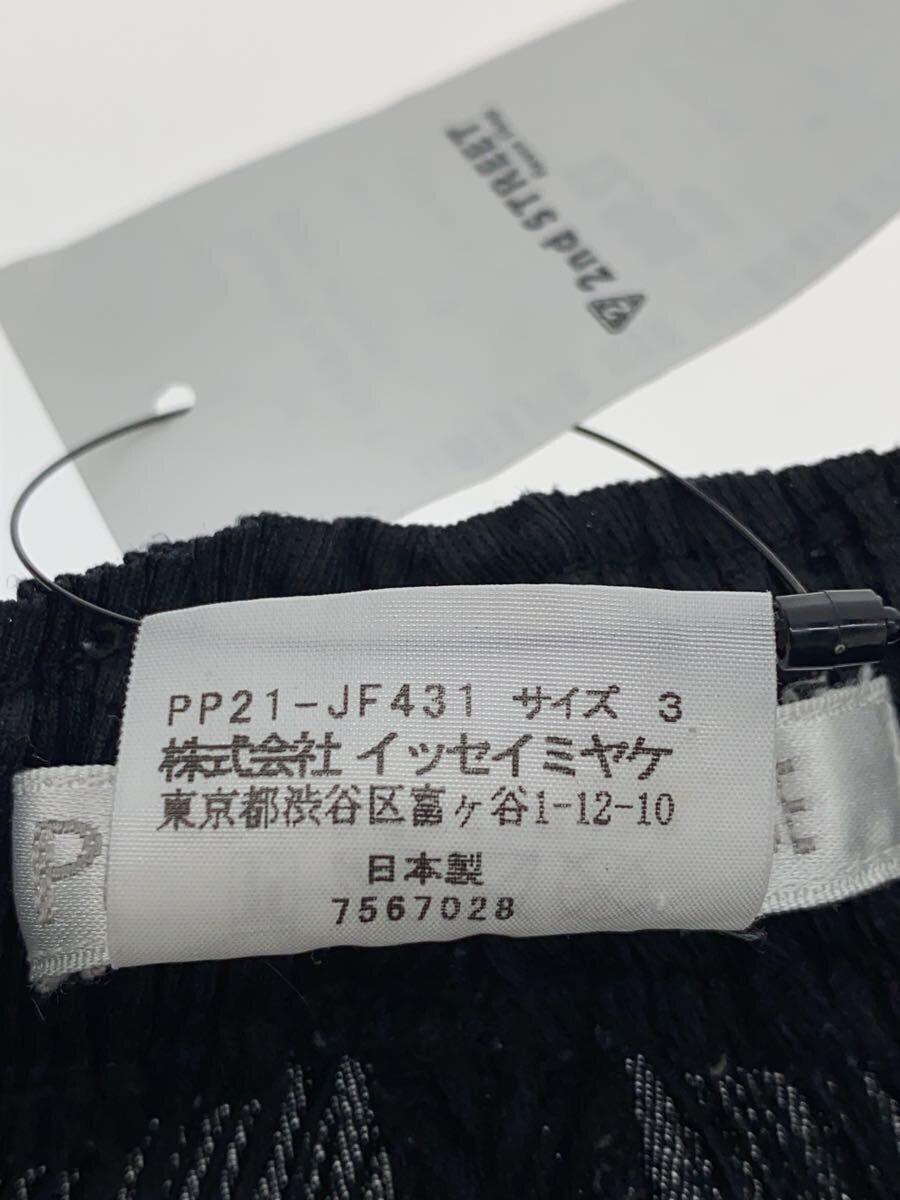 2nd STREET
PP21-JF431 サイズ 3
株式会社 イッセイミヤケ
東京都渋谷区富ヶ谷1-12-10
日本製
7567028
P